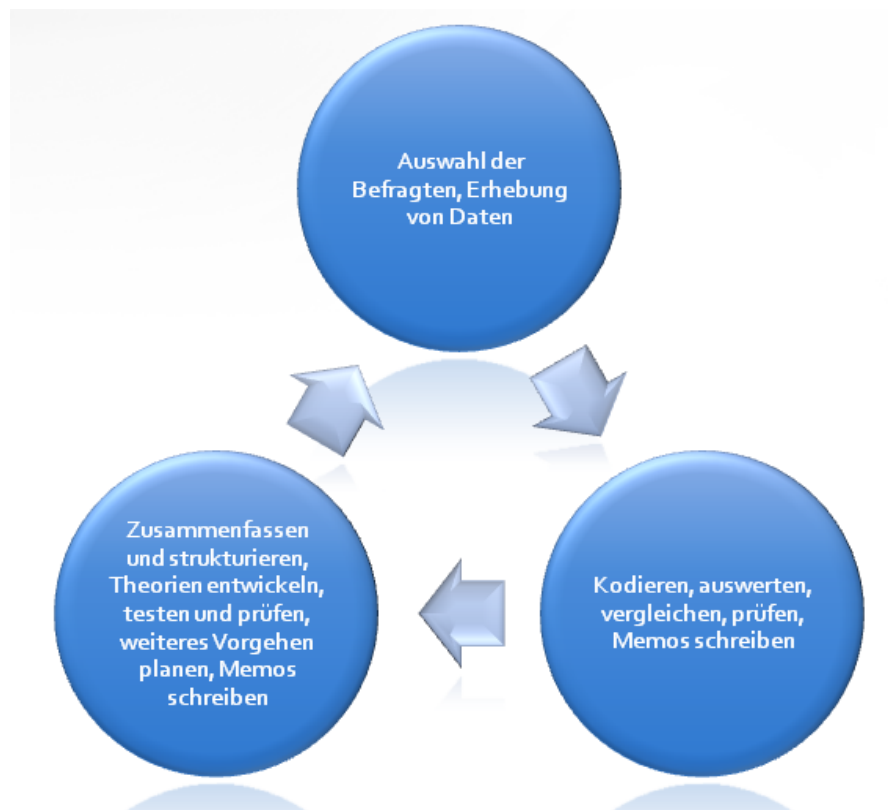 Auswahl der
Befragten, Erhebung
von Daten
Kodieren, auswerten,
vergleichen, prüfen,
Memos schreiben
Zusammenfassen
und strukturieren,
Theorien entwickeln,
testen und prüfen,
weiteres Vorgehen
planen, Memos
schreiben